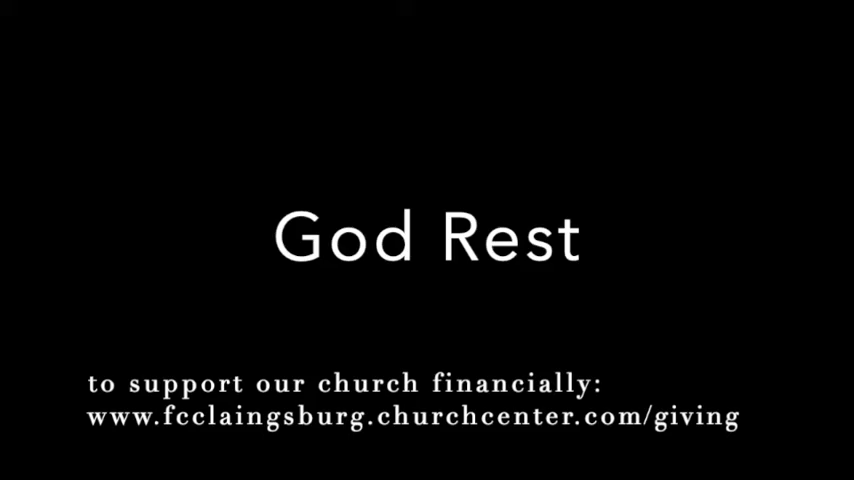 God Rest
to support our church financially:
www.fcclaingsburg.churchcenter.com/giving